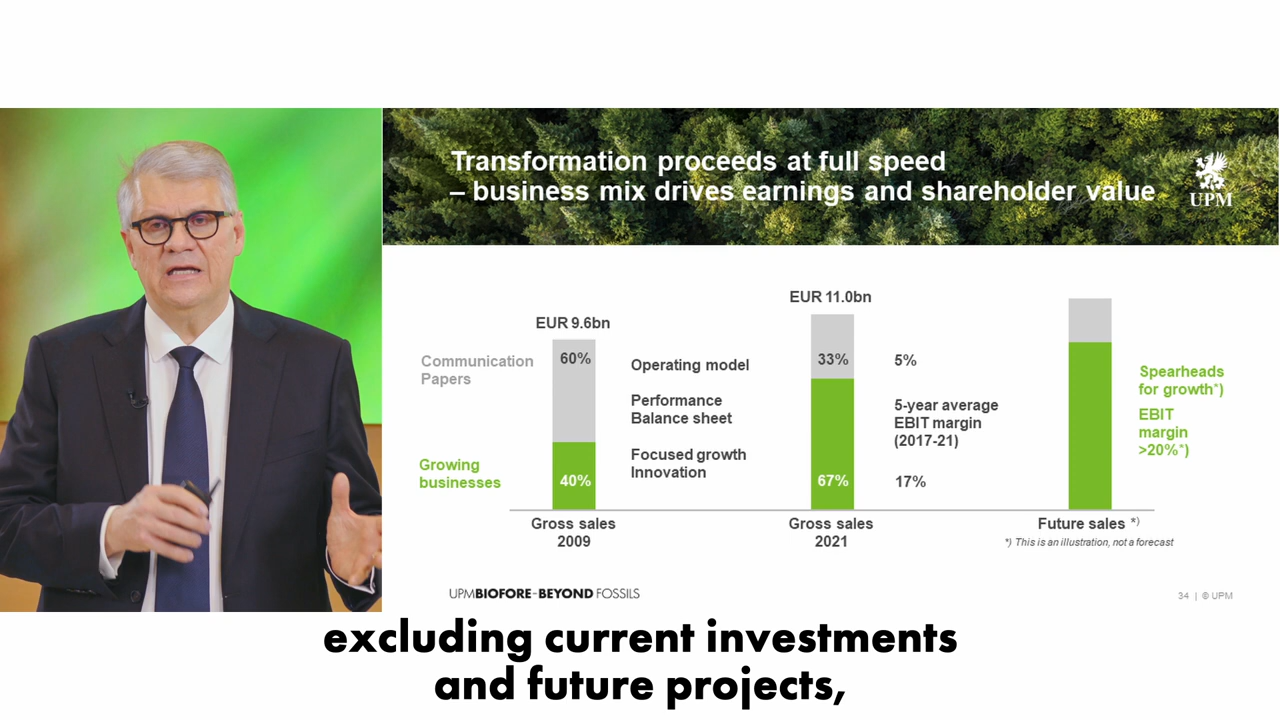 Transformation proceeds at full speed
– business mix drives earnings and shareholder value
UPM
EUR 9.6bn
Communication
Papers
60%
Growing
businesses
40%
Gross sales
2009
Operating model
Performance
Balance sheet
Focused growth
Innovation
EUR 11.0bn
33%
67%
Gross sales
2021
5%
5-year average
EBIT margin
(2017-21)
17%
Spearheads
for growth*)
EBIT
margin
>20%*)
Future sales *)
*) This is an illustration, not a forecast
UPMBIOFORE–BEYOND FOSSILS
34 | © UPM
excluding current investments
and future projects,